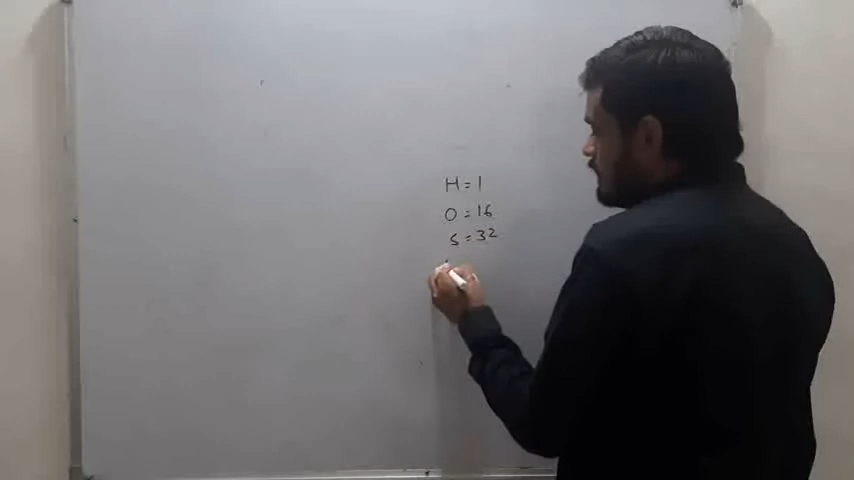 H = 1
O = 16
S = 32